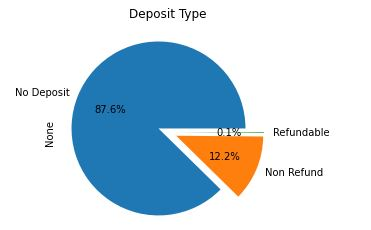 Deposit Type
No Deposit
87.6%
None
0.1%
Refundable
12.2%
Non Refund